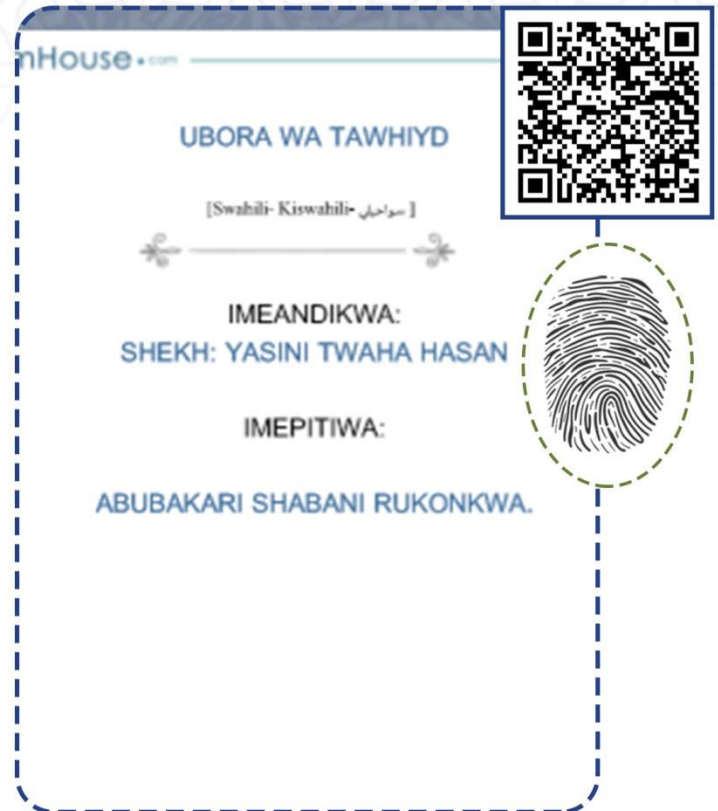 mHouse.com
UBORA WA TAWHIYD
[Swahili- Kiswahili- سواحيلي ]
IMEANDIKWA:
SHEKH: YASINI TWAHA HASAN
IMEPITIWA:
ABUBAKARI SHABANI RUKONKWA.